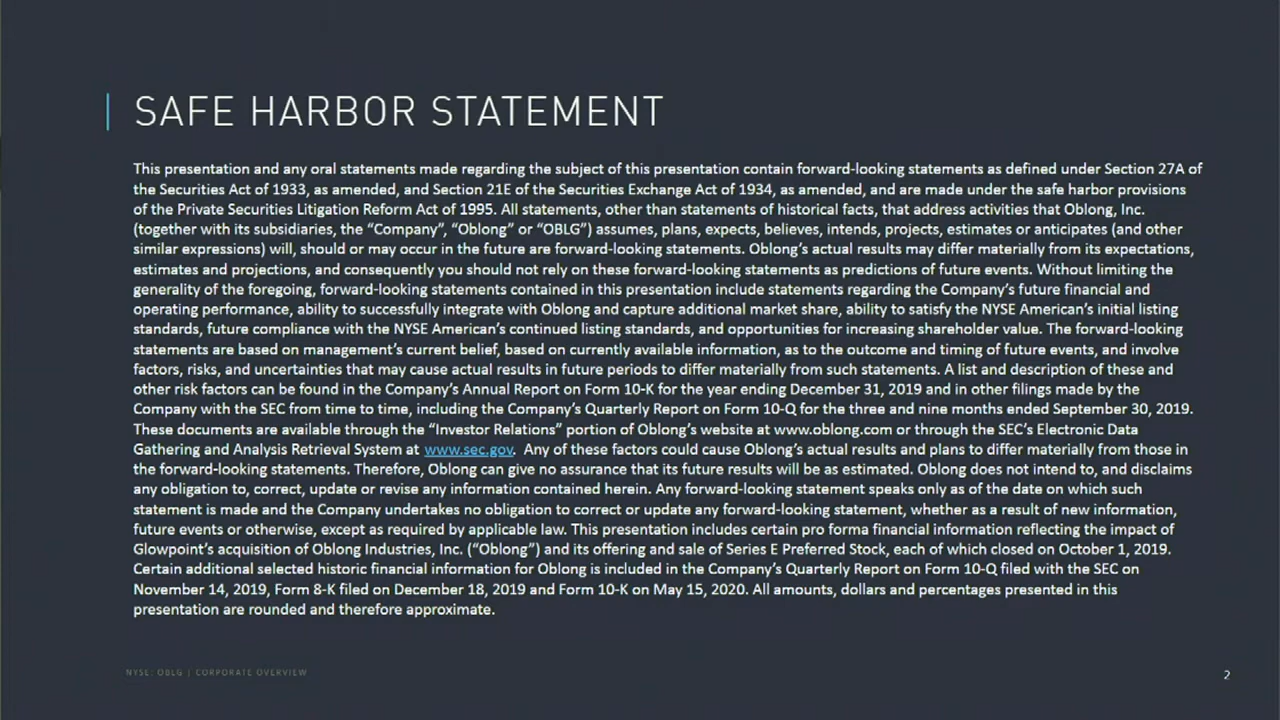 SAFE HARBOR STATEMENT
This presentation and any oral statements made regarding the subject of this presentation contain forward-looking statements as defined under Section 27A of
the Securities Act of 1933, as amended, and Section 21E of the Securities Exchange Act of 1934, as amended, and are made under the safe harbor provisions
of the Private Securities Litigation Reform Act of 1995. All statements, other than statements of historical facts, that address activities that Oblong, Inc.
(together with its subsidiaries, the “Company”, “Oblong” or “OBLG”) assumes, plans, expects, believes, intends, projects, estimates or anticipates (and other
similar expressions) will, should or may occur in the future are forward-looking statements. Oblong’s actual results may differ materially from its expectations,
estimates and projections, and consequently you should not rely on these forward-looking statements as predictions of future events. Without limiting the
generality of the foregoing, forward-looking statements contained in this presentation include statements regarding the Company’s future financial and
operating performance, ability to successfully integrate with Oblong and capture additional market share, ability to satisfy the NYSE American’s initial listing
standards, future compliance with the NYSE American’s continued listing standards, and opportunities for increasing shareholder value. The forward-looking
statements are based on management’s current belief, based on currently available information, as to the outcome and timing of future events, and involve
factors, risks, and uncertainties that may cause actual results in future periods to differ materially from such statements. A list and description of these and
other risk factors can be found in the Company’s Annual Report on Form 10-K for the year ending December 31, 2019 and in other filings made by the
Company with the SEC from time to time, including the Company’s Quarterly Report on Form 10-Q for the three and nine months ended September 30, 2019.
These documents are available through the “Investor Relations” portion of Oblong’s website at www.oblong.com or through the SEC’s Electronic Data
Gathering and Analysis Retrieval System at www.sec.gov. Any of these factors could cause Oblong’s actual results and plans to differ materially from those in
the forward-looking statements. Therefore, Oblong can give no assurance that its future results will be as estimated. Oblong does not intend to, and disclaims
any obligation to, correct, update or revise any information contained herein. Any forward-looking statement speaks only as of the date on which such
statement is made and the Company undertakes no obligation to correct or update any forward-looking statement, whether as a result of new information,
future events or otherwise, except as required by applicable law. This presentation includes certain pro forma financial information reflecting the impact of
Glowpoint’s acquisition of Oblong Industries, Inc. (“Oblong”) and its offering and sale of Series E Preferred Stock, each of which closed on October 1, 2019.
Certain additional selected historic financial information for Oblong is included in the Company’s Quarterly Report on Form 10-Q filed with the SEC on
November 14, 2019, Form 8-K filed on December 18, 2019 and Form 10-K on May 15, 2020. All amounts, dollars and percentages presented in this
presentation are rounded and therefore approximate.
NYSE: OBLG | CORPORATE OVERVIEW
2